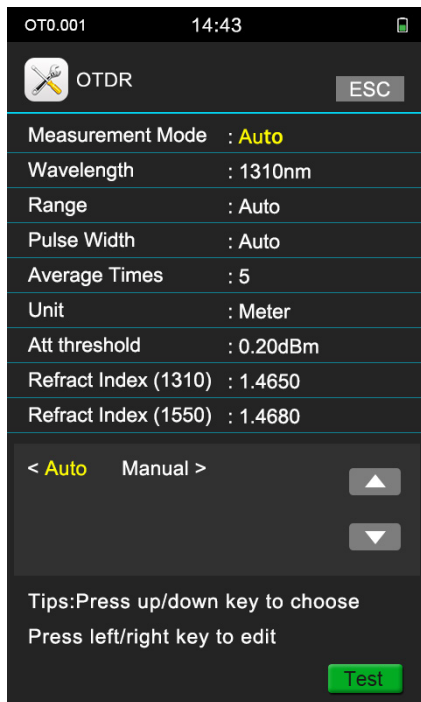 OT0.001 14:43
OTDR
ESC
Measurement Mode : Auto
Wavelength : 1310nm
Range : Auto
Pulse Width : Auto
Average Times : 5
Unit : Meter
Att threshold : 0.20dBm
Refract Index (1310) : 1.4650
Refract Index (1550) : 1.4680
< Auto Manual >
Tips:Press up/down key to choose
Press left/right key to edit
Test